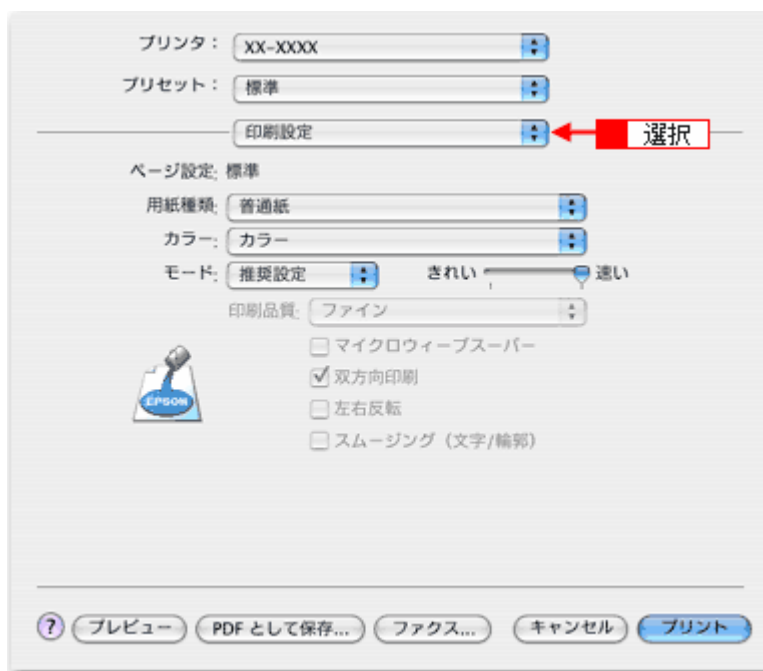 プリンタ： XX-XXXX
プリセット： 標準
印刷設定 選択
ページ設定: 標準
用紙種類: 普通紙
カラー: カラー
モード: 推奨設定 きれい 速い
印刷品質: ファイン
マイクロウィーブスーパー
双方向印刷
左右反転
スムージング（文字/輪郭）
EPSON
? プレビュー PDF として保存... ファクス... キャンセル プリント